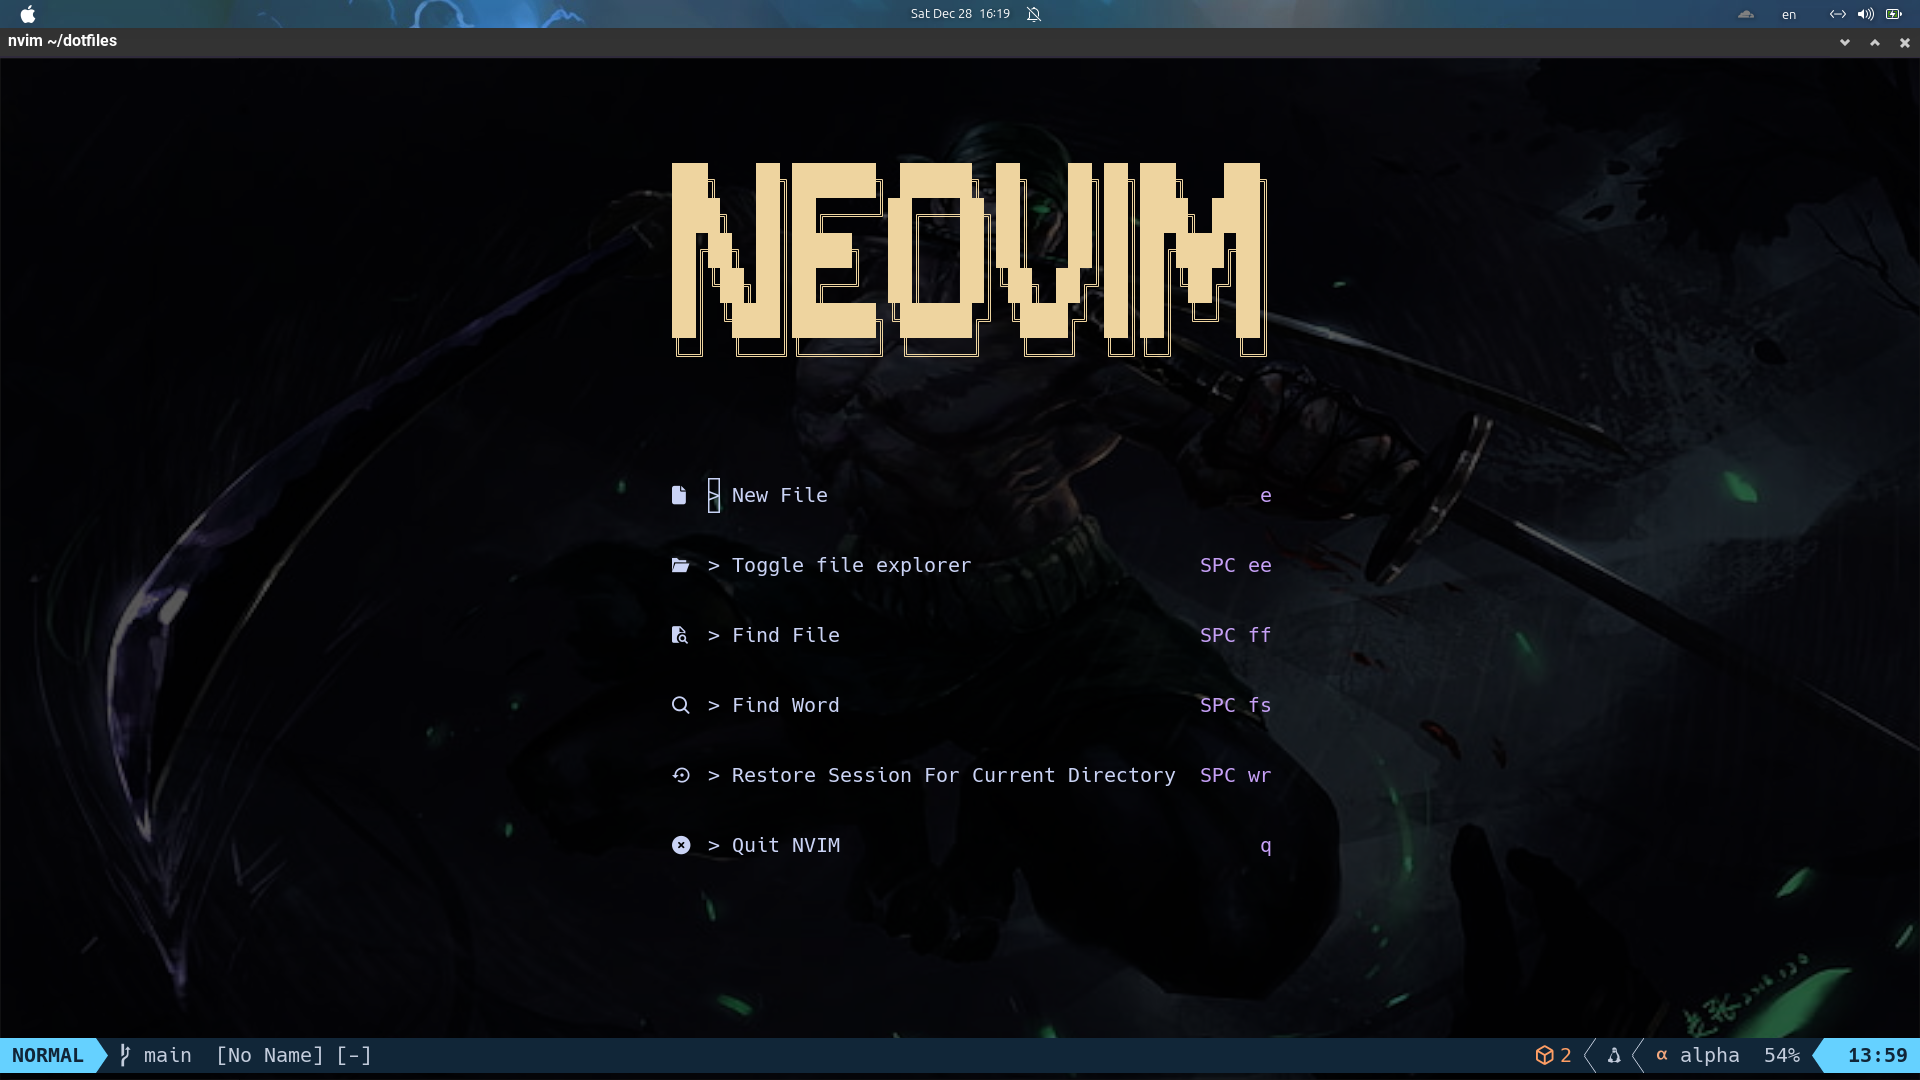 Sat Dec 28 16:19
en
nvim ~/dotfiles
NEOVIM
> New File e
> Toggle file explorer SPC ee
> Find File SPC ff
> Find Word SPC fs
> Restore Session For Current Directory SPC wr
> Quit NVIM q
NORMAL main [No Name] [-] 2 α alpha 54% 13:59